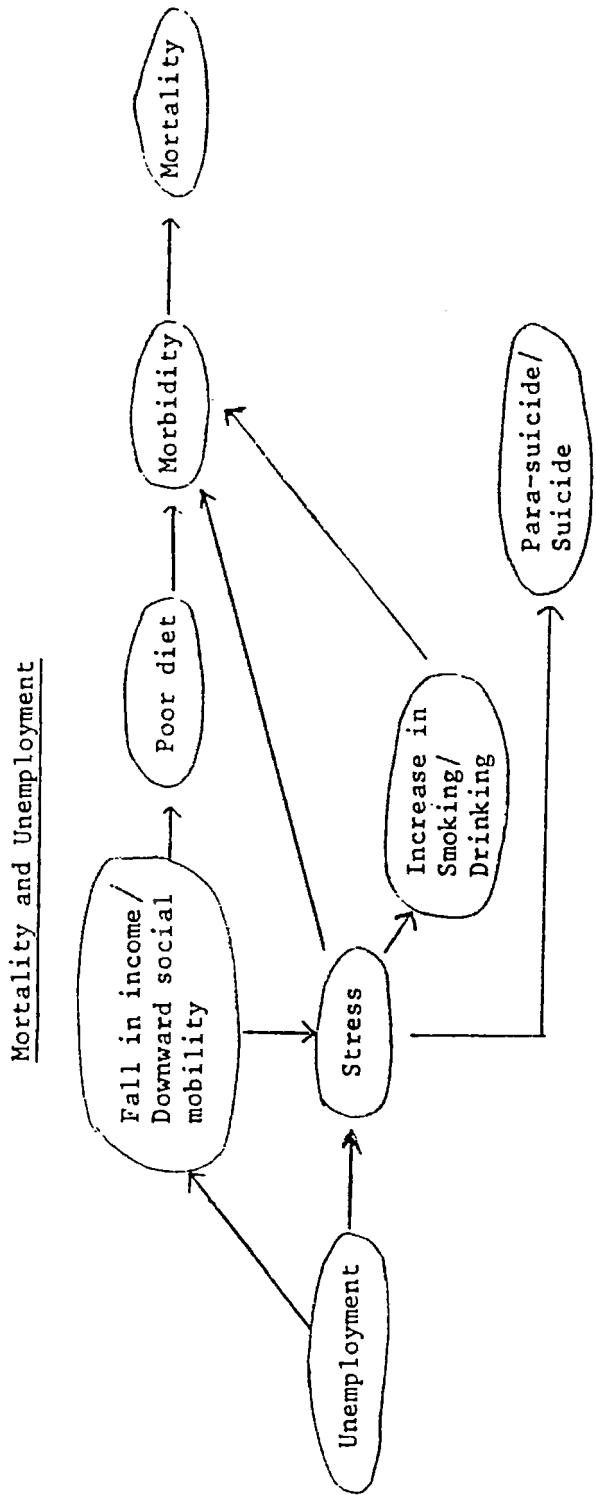 Mortality and Unemployment
Unemployment
Fall in income/
Downward social
mobility
Stress
Poor diet
Increase in
Smoking/
Drinking
Morbidity
Para-suicide/
Suicide
Mortality